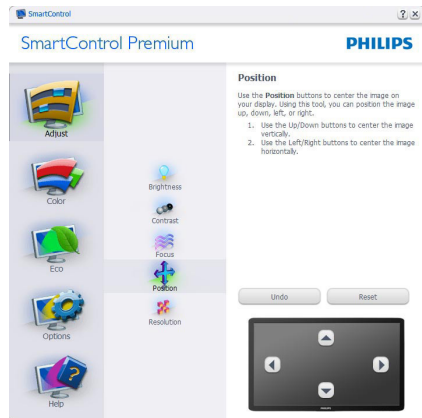 SmartControl
SmartControl Premium
PHILIPS
Adjust
Color
Eco
Options
Help
Brightness
Contrast
Focus
Position
Resolution
Position
Use the Position buttons to center the image on
your display. Using this tool, you can position the image
up, down, left, or right.
1. Use the Up/Down buttons to center the image
vertically.
2. Use the Left/Right buttons to center the image
horizontally.
Undo
Reset
PHILIPS